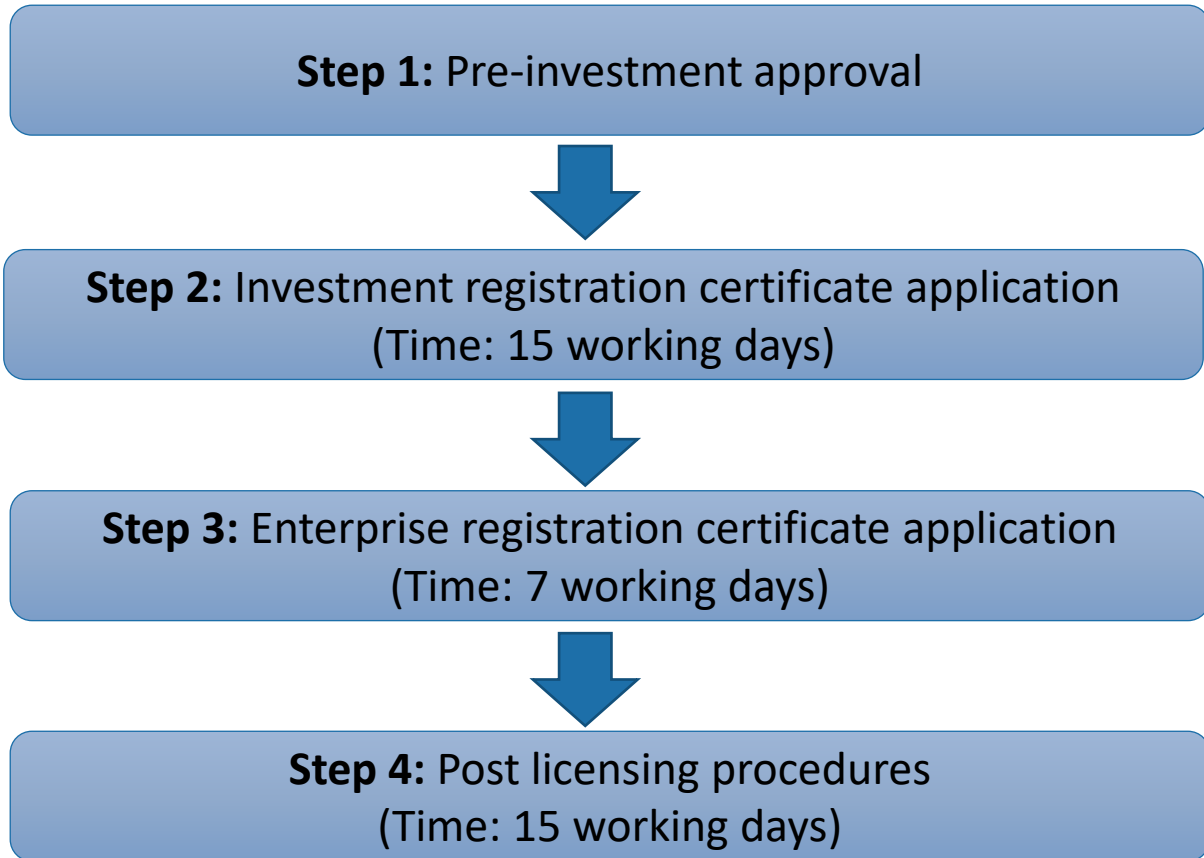 Step 1: Pre-investment approval
Step 2: Investment registration certificate application
(Time: 15 working days)
Step 3: Enterprise registration certificate application
(Time: 7 working days)
Step 4: Post licensing procedures
(Time: 15 working days)